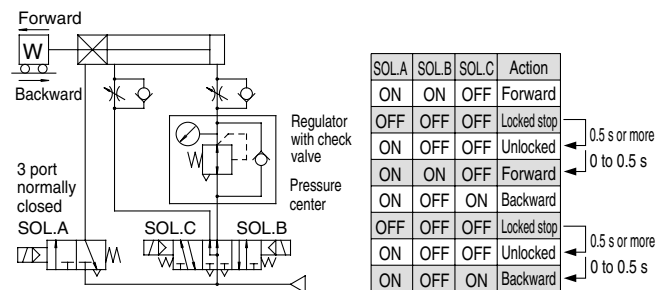 Forward
W
Backward
3 port
normally
closed
SOL.A
SOL.C
SOL.B
Regulator
with check
valve
Pressure
center
SOL.A SOL.B SOL.C Action
ON ON OFF Forward
OFF OFF OFF Locked stop
ON OFF OFF Unlocked
ON ON OFF Forward
ON OFF ON Backward
OFF OFF OFF Locked stop
ON OFF OFF Unlocked
ON OFF ON Backward
0.5 s or more
0 to 0.5 s
0.5 s or more
0 to 0.5 s